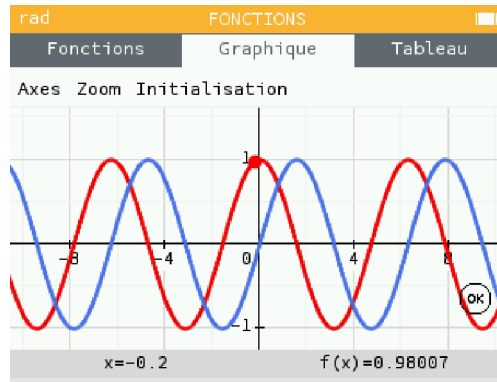 rad FONCTIONS
Fonctions Graphique Tableau
Axes Zoom Initialisation
1
-8 -4 0 4 8
OK
-1
x=-0.2 f(x)=0.98007